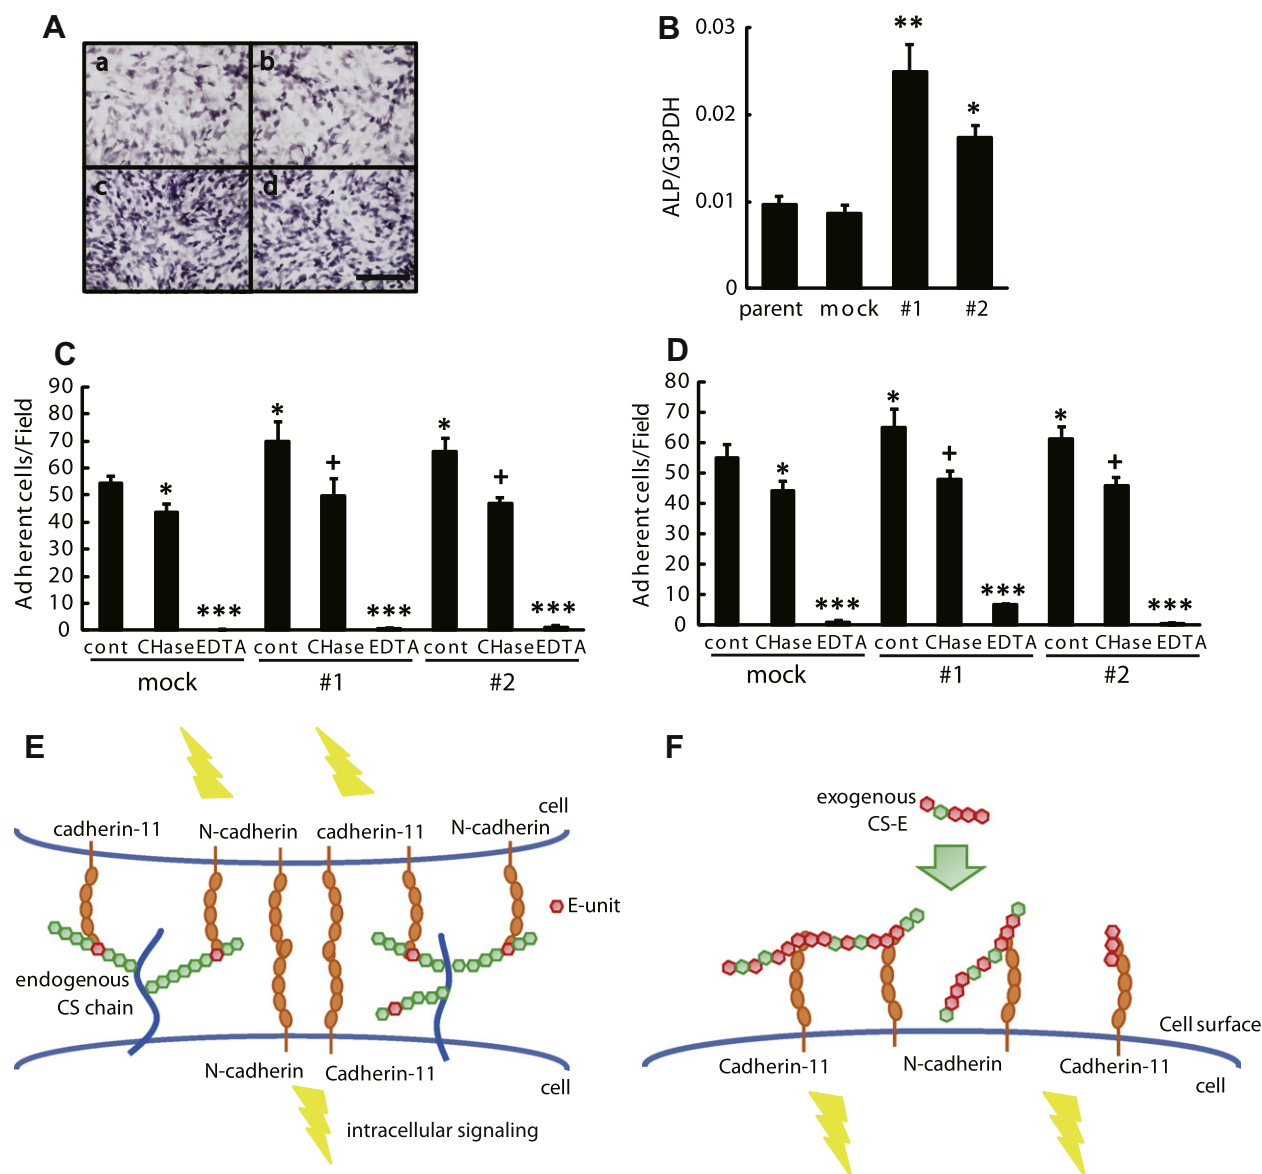 A
a
b
c
d
B
ALP/G3PDH
0.03
0.02
0.01
0
**
*
parent mock #1 #2
C
Adherent cells/Field
90
80
70
60
50
40
30
20
10
0
*
*
+
*
+
***
***
***
cont CHase EDTA cont CHase EDTA cont CHase EDTA
mock #1 #2
D
Adherent cells/Field
80
70
60
50
40
30
20
10
0
*
*
+
*
+
***
***
***
cont CHase EDTA cont CHase EDTA cont CHase EDTA
mock #1 #2
E
cell
cadherin-11 N-cadherin cadherin-11 N-cadherin
E-unit
endogenous
CS chain
N-cadherin Cadherin-11
cell
intracellular signaling
F
exogenous
CS-E
Cell surface
Cadherin-11 N-cadherin Cadherin-11
cell